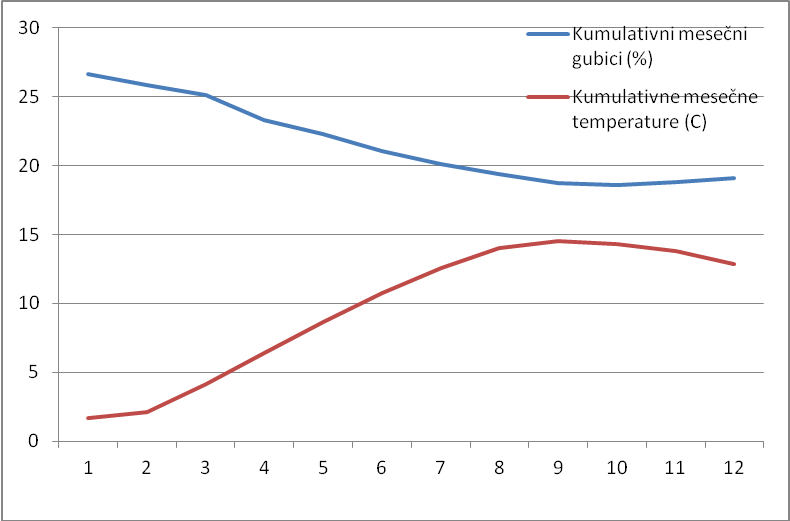 30
Kumulativni mesečni
gubici (%)
25
Kumulativne mesečne
temperature (C)
20
15
10
5
0
1 2 3 4 5 6 7 8 9 10 11 12